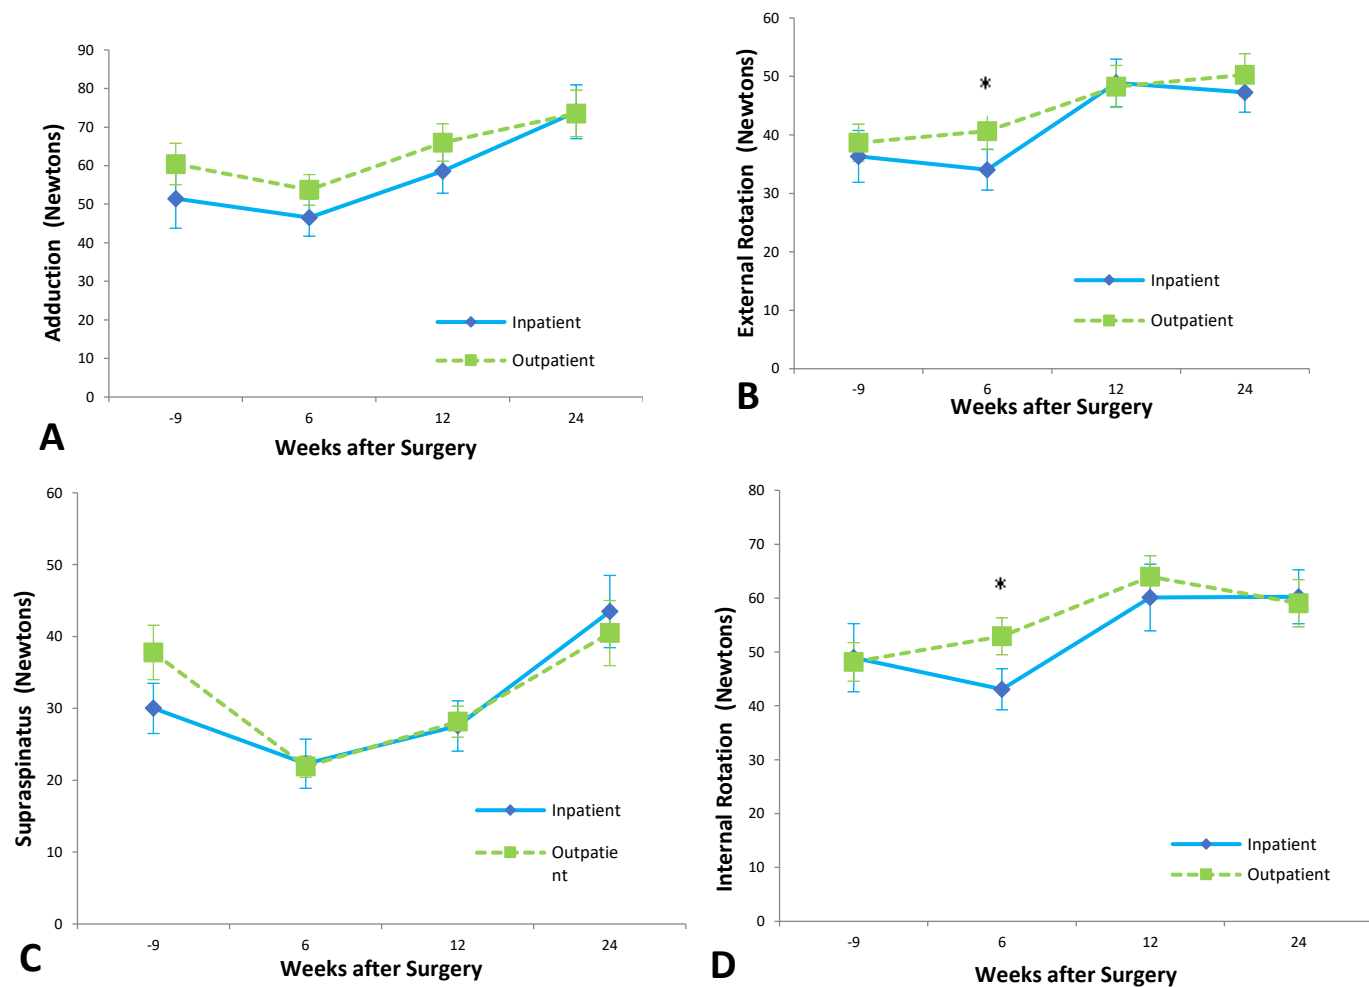 90
80
70
60
50
40
30
20
10
0
Adduction (Newtons)
Inpatient
Outpatient
-9 6 12 24
Weeks after Surgery
A
60
50
40
30
20
10
0
External Rotation (Newtons)
*
Inpatient
Outpatient
-9 6 12 24
Weeks after Surgery
B
60
50
40
30
20
10
0
Supraspinatus (Newtons)
Inpatient
Outpatie
nt
-9 6 12 24
Weeks after Surgery
C
80
70
60
50
40
30
20
10
0
Internal Rotation (Newtons)
*
Inpatient
Outpatient
-9 6 12 24
Weeks after Surgery
D